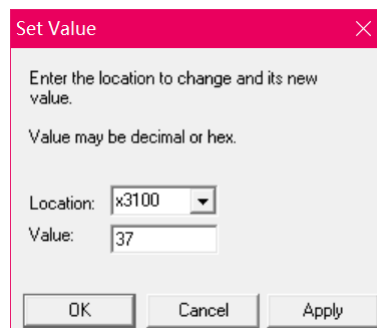 Set Value
Enter the location to change and its new
value.
Value may be decimal or hex.
Location: x3100
Value: 37
OK Cancel Apply